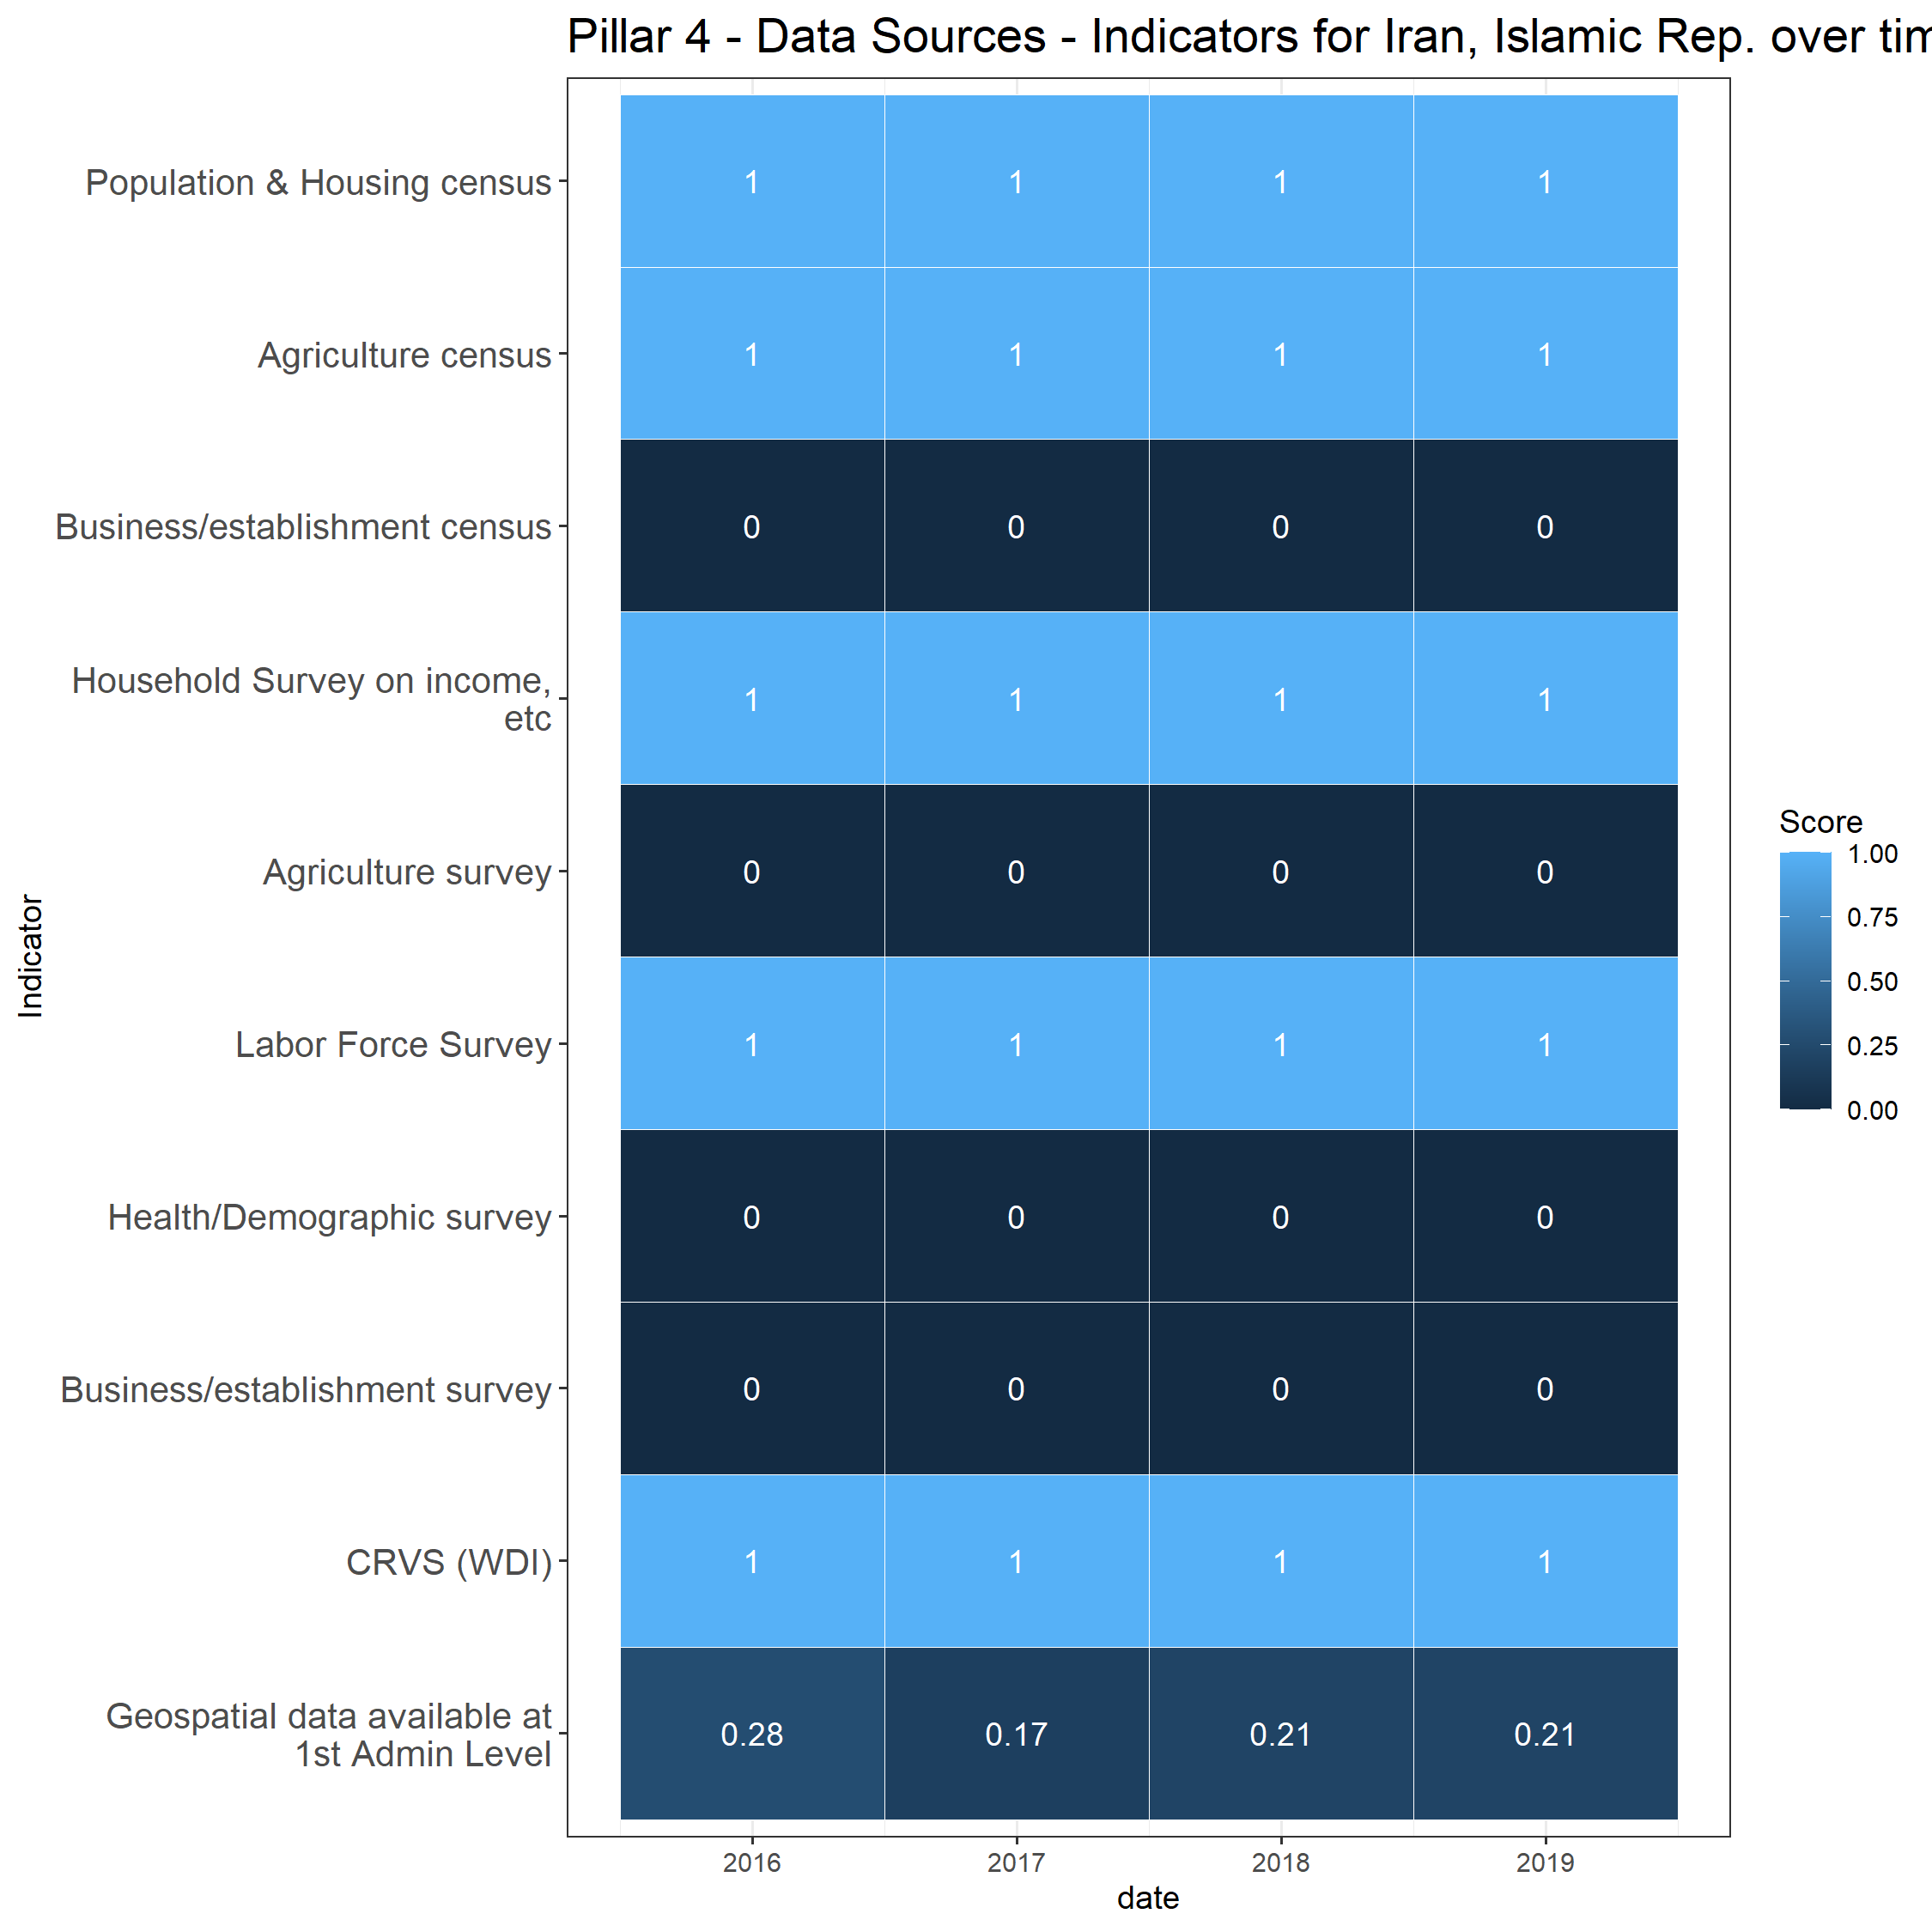 Pillar 4 - Data Sources - Indicators for Iran, Islamic Rep. over tim
Population & Housing census
1 1 1 1
Agriculture census
1 1 1 1
Business/establishment census
0 0 0 0
Household Survey on income,
etc
1 1 1 1
Agriculture survey
0 0 0 0
Labor Force Survey
1 1 1 1
Health/Demographic survey
0 0 0 0
Business/establishment survey
0 0 0 0
CRVS (WDI)
1 1 1 1
Geospatial data available at
1st Admin Level
0.28 0.17 0.21 0.21
2016 2017 2018 2019
date
Indicator
Score
1.00
0.75
0.50
0.25
0.00